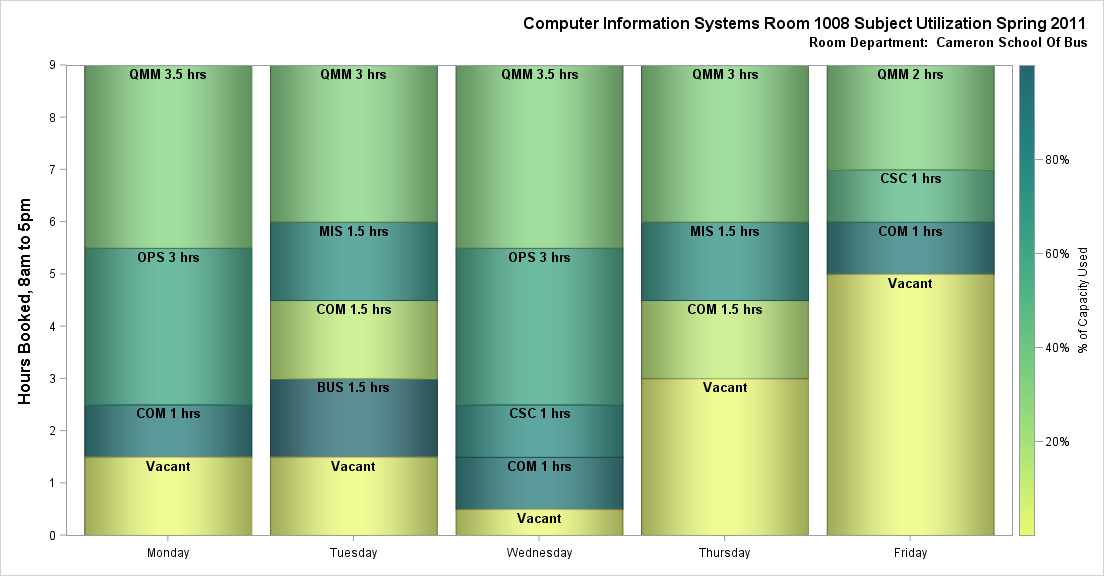 Computer Information Systems Room 1008 Subject Utilization Spring 2011
Room Department: Cameron School Of Bus
Hours Booked, 8am to 5pm
9
8
7
6
5
4
3
2
1
0
QMM 3.5 hrs
OPS 3 hrs
COM 1 hrs
Vacant
Monday
QMM 3 hrs
MIS 1.5 hrs
COM 1.5 hrs
BUS 1.5 hrs
Vacant
Tuesday
QMM 3.5 hrs
OPS 3 hrs
CSC 1 hrs
COM 1 hrs
Vacant
Wednesday
QMM 3 hrs
MIS 1.5 hrs
COM 1.5 hrs
Vacant
Thursday
QMM 2 hrs
CSC 1 hrs
COM 1 hrs
Vacant
Friday
80%
60%
40%
20%
% of Capacity Used